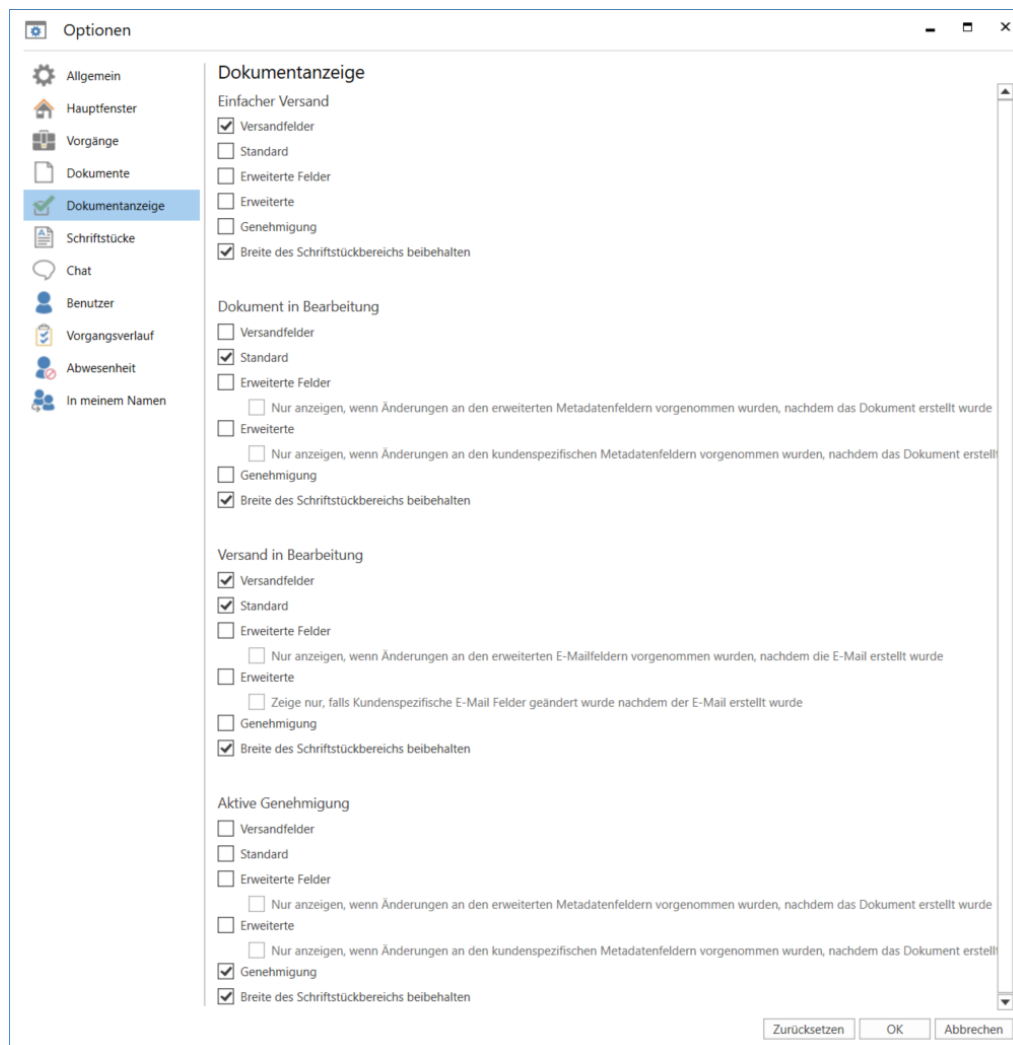 Optionen
Allgemein
Hauptfenster
Vorgänge
Dokumente
Dokumentanzeige
Schriftstücke
Chat
Benutzer
Vorgangsverlauf
Abwesenheit
In meinem Namen
Dokumentanzeige
Einfacher Versand
Versandfelder
Standard
Erweiterte Felder
Erweiterte
Genehmigung
Breite des Schriftstückbereichs beibehalten
Dokument in Bearbeitung
Versandfelder
Standard
Erweiterte Felder
Nur anzeigen, wenn Änderungen an den erweiterten Metadatenfeldern vorgenommen wurden, nachdem das Dokument erstellt wurde
Erweiterte
Nur anzeigen, wenn Änderungen an den kundenspezifischen Metadatenfeldern vorgenommen wurden, nachdem das Dokument erstellt
Genehmigung
Breite des Schriftstückbereichs beibehalten
Versand in Bearbeitung
Versandfelder
Standard
Erweiterte Felder
Nur anzeigen, wenn Änderungen an den erweiterten E-Mailfeldern vorgenommen wurden, nachdem die E-Mail erstellt wurde
Erweiterte
Zeige nur, falls Kundenspezifische E-Mail Felder geändert wurde nachdem der E-Mail erstellt wurde
Genehmigung
Breite des Schriftstückbereichs beibehalten
Aktive Genehmigung
Versandfelder
Standard
Erweiterte Felder
Nur anzeigen, wenn Änderungen an den erweiterten Metadatenfeldern vorgenommen wurden, nachdem das Dokument erstellt wurde
Erweiterte
Nur anzeigen, wenn Änderungen an den kundenspezifischen Metadatenfeldern vorgenommen wurden, nachdem das Dokument erstellt
Genehmigung
Breite des Schriftstückbereichs beibehalten
Zurücksetzen
OK
Abbrechen